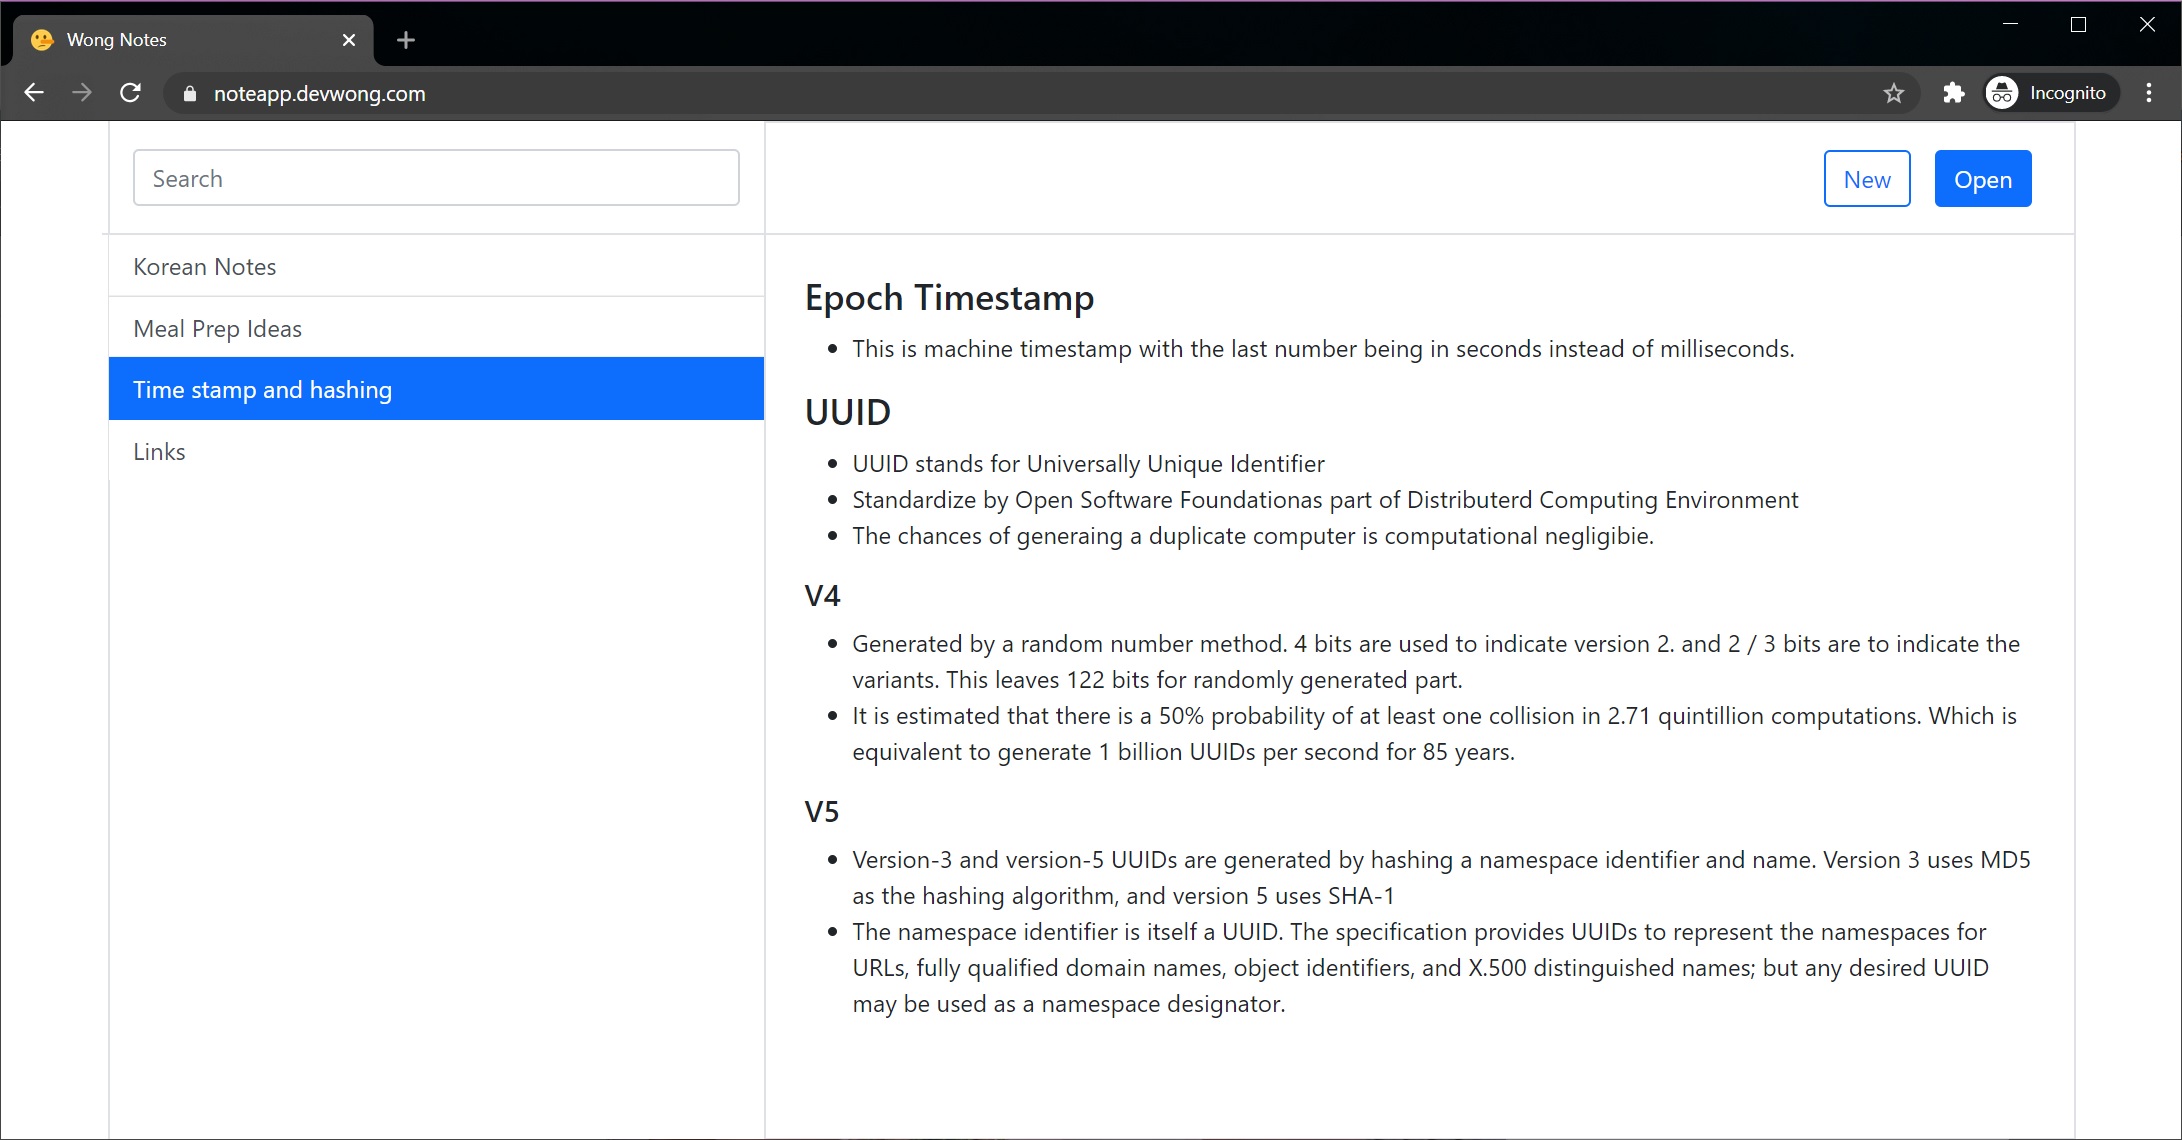 Wong Notes
noteapp.devwong.com
Incognito
Search
New
Open
Korean Notes
Meal Prep Ideas
Time stamp and hashing
Links
Epoch Timestamp
This is machine timestamp with the last number being in seconds instead of milliseconds.
UUID
UUID stands for Universally Unique Identifier
Standardize by Open Software Foundationas part of Distributerd Computing Environment
The chances of generaing a duplicate computer is computational negligibie.
V4
Generated by a random number method. 4 bits are used to indicate version 2. and 2 / 3 bits are to indicate the
variants. This leaves 122 bits for randomly generated part.
It is estimated that there is a 50% probability of at least one collision in 2.71 quintillion computations. Which is
equivalent to generate 1 billion UUIDs per second for 85 years.
V5
Version-3 and version-5 UUIDs are generated by hashing a namespace identifier and name. Version 3 uses MD5
as the hashing algorithm, and version 5 uses SHA-1
The namespace identifier is itself a UUID. The specification provides UUIDs to represent the namespaces for
URLs, fully qualified domain names, object identifiers, and X.500 distinguished names; but any desired UUID
may be used as a namespace designator.